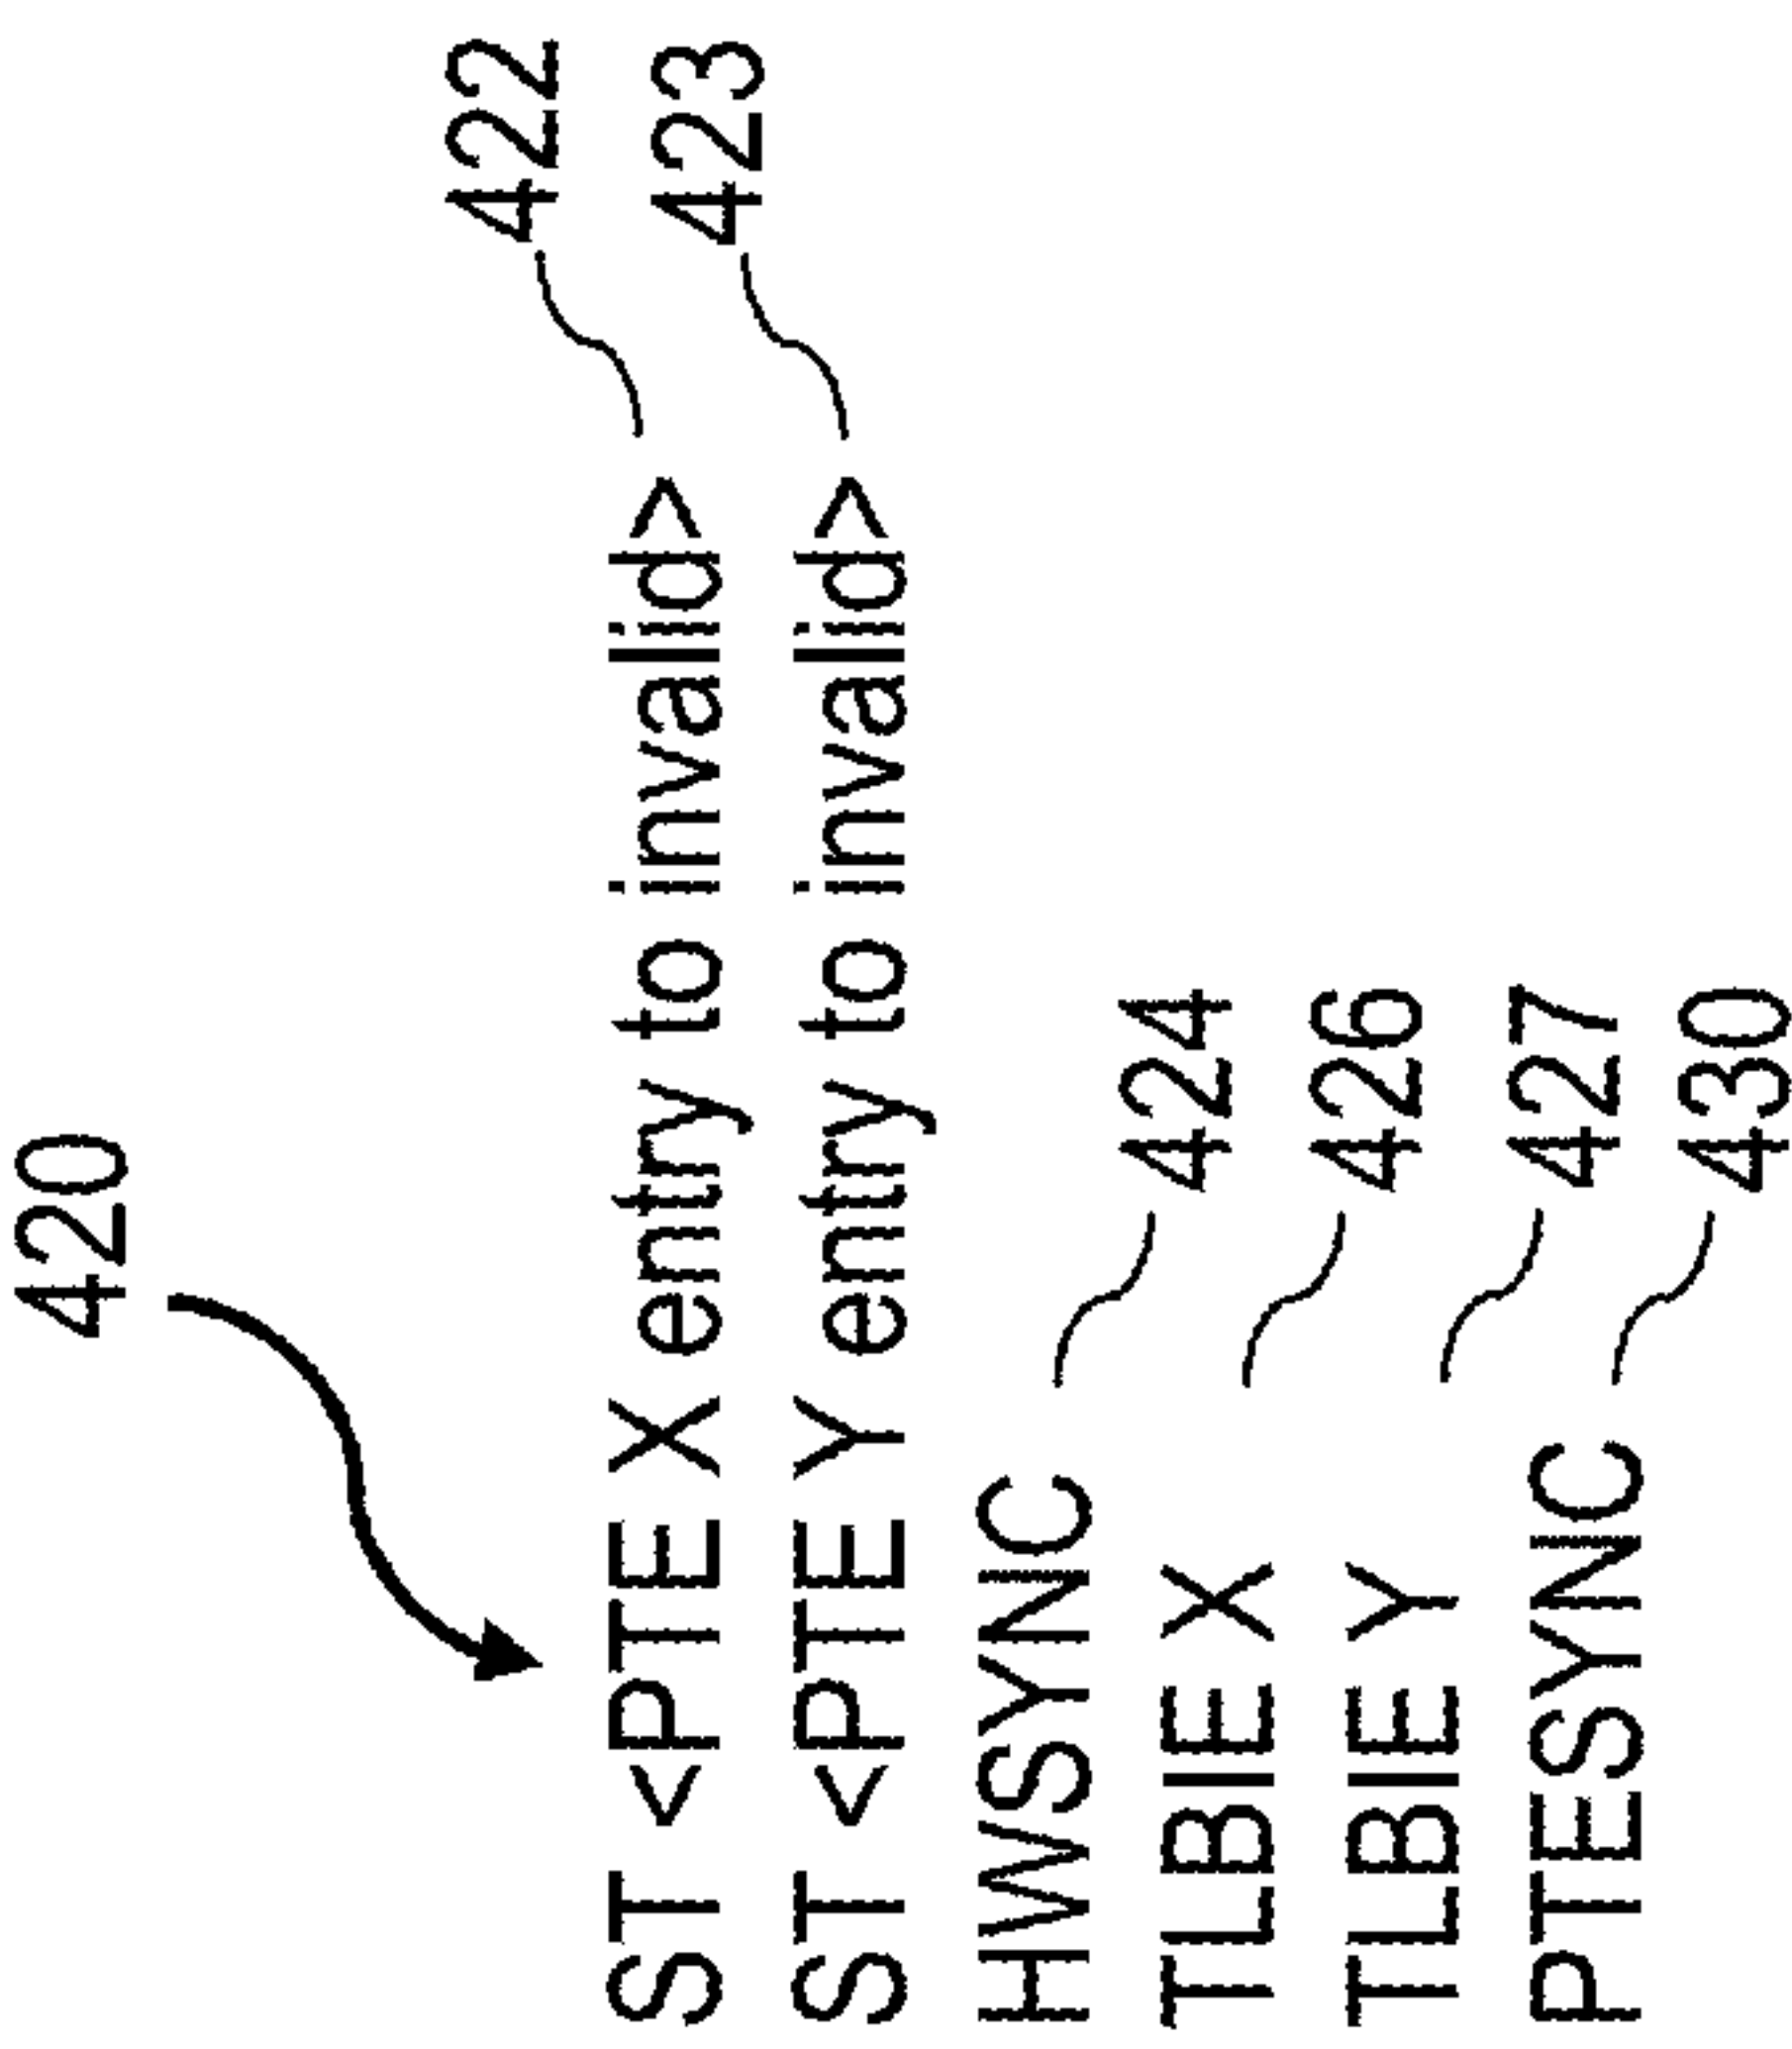 420
ST <PTE X entry to invalid> 422
ST <PTE Y entry to invalid> 423
HWSYNC 424
TLBIE X 426
TLBIE Y 427
PTESYNC 430